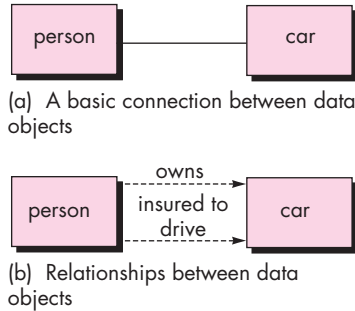 person
car
(a) A basic connection between data
objects
owns
person
insured to
drive
car
(b) Relationships between data
objects